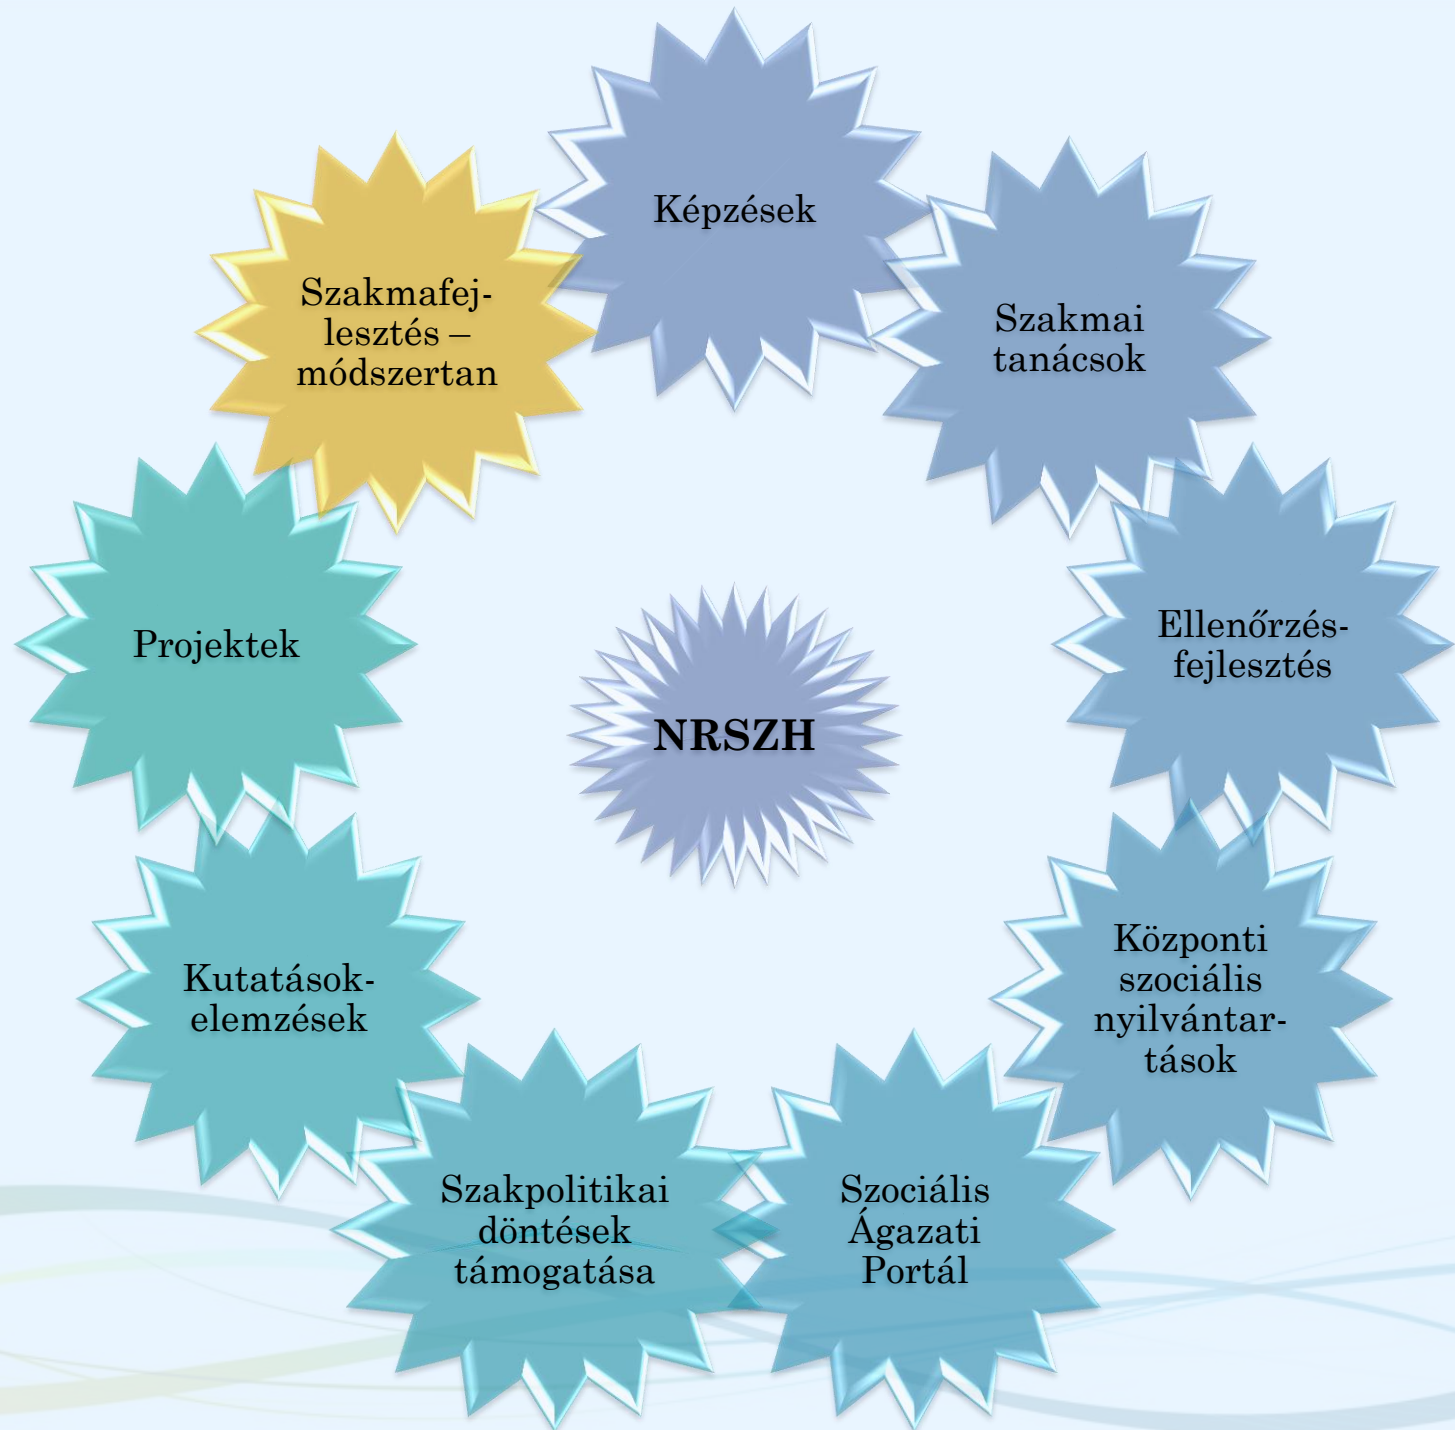 Képzések
Szakmai
tanácsok
Ellenőrzés-
fejlesztés
Központi
szociális
nyilvántar-
tások
Szociális
Ágazati
Portál
Szakpolitikai
döntések
támogatása
Kutatások-
elemzések
Projektek
Szakmafej-
lesztés –
módszertan
NRSZH